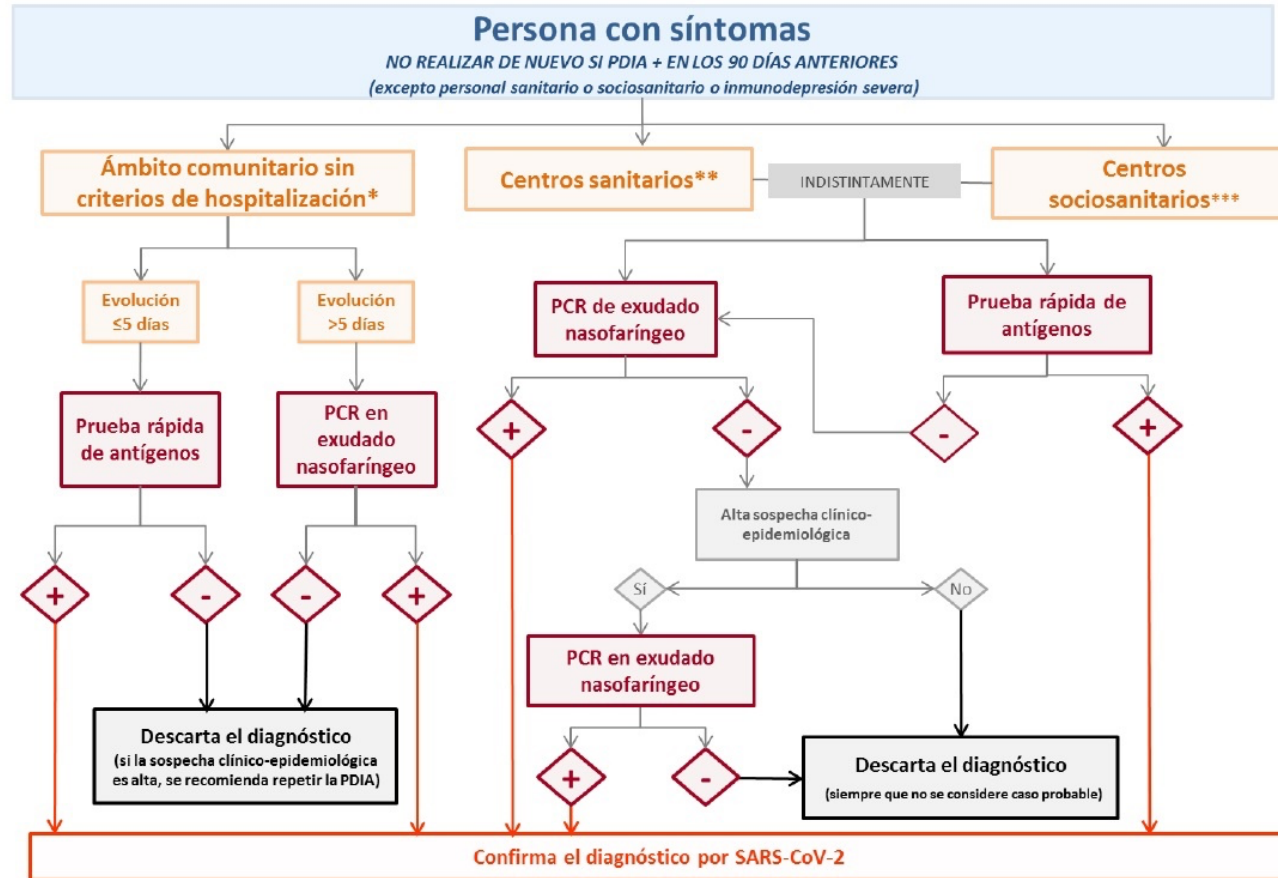 Persona con síntomas
NO REALIZAR DE NUEVO SI PDIA + EN LOS 90 DÍAS ANTERIORES
(excepto personal sanitario o sociosanitario o inmunodepresión severa)
Ámbito comunitario sin
criterios de hospitalización*
Centros sanitarios**
INDISTINTAMENTE
Centros
sociosanitarios***
Evolución
≤5 días
Evolución
>5 días
PCR de exudado
nasofaríngeo
Prueba rápida de
antígenos
Prueba rápida
de antígenos
PCR en
exudado
nasofaríngeo
+
-
-
+
Alta sospecha clínico-
epidemiológica
+
-
-
+
Sí
No
PCR en exudado
nasofaríngeo
Descarta el diagnóstico
(si la sospecha clínico-epidemiológica
es alta, se recomienda repetir la PDIA)
+
-
Descarta el diagnóstico
(siempre que no se considere caso probable)
Confirma el diagnóstico por SARS-CoV-2